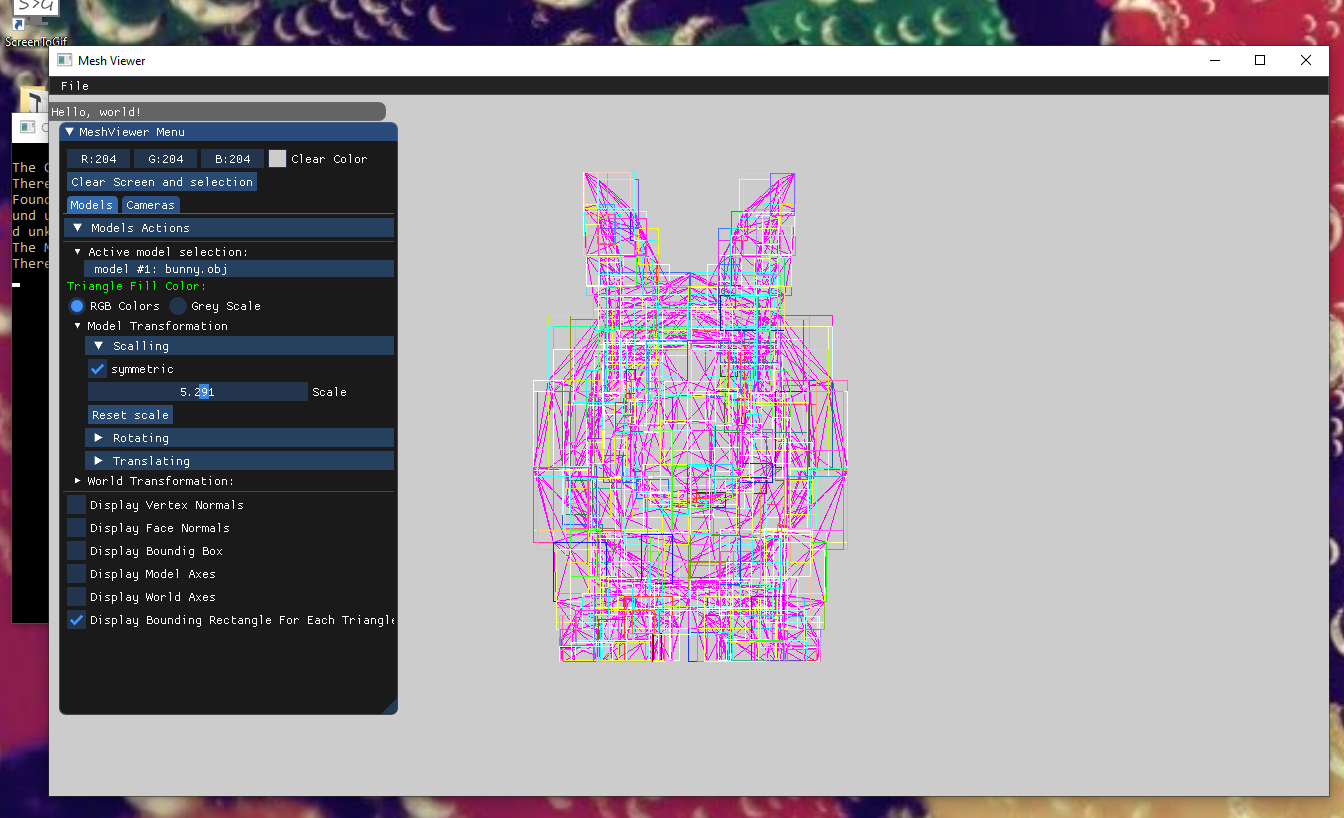 S>G
ScreenToGif
Mesh Viewer
File
Hello, world!
MeshViewer Menu
R:204 G:204 B:204 Clear Color
Clear Screen and selection
Models Cameras
Models Actions
Active model selection:
model #1: bunny.obj
Triangle Fill Color:
RGB Colors Grey Scale
Model Transformation
Scalling
symmetric
5.291 Scale
Reset scale
Rotating
Translating
World Transformation:
Display Vertex Normals
Display Face Normals
Display Boundig Box
Display Model Axes
Display World Axes
Display Bounding Rectangle For Each Triangle
The
There
Found
und u
d unk
The
There